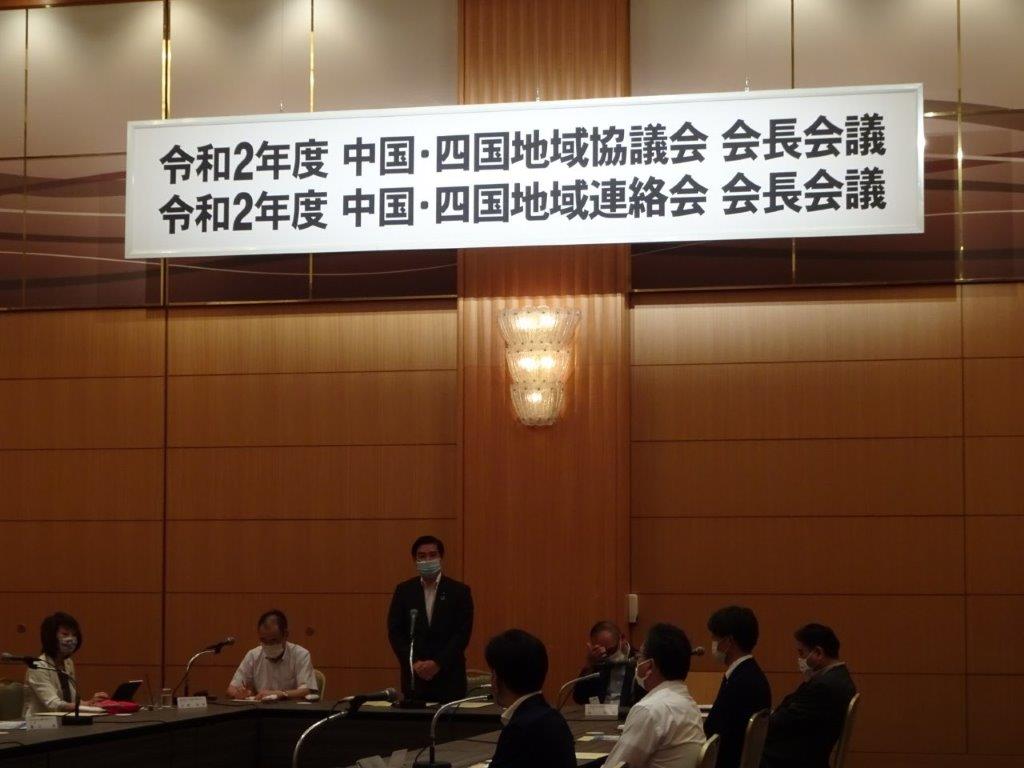 令和2年度 中国・四国地域協議会 会長会議
令和2年度 中国・四国地域連絡会 会長会議